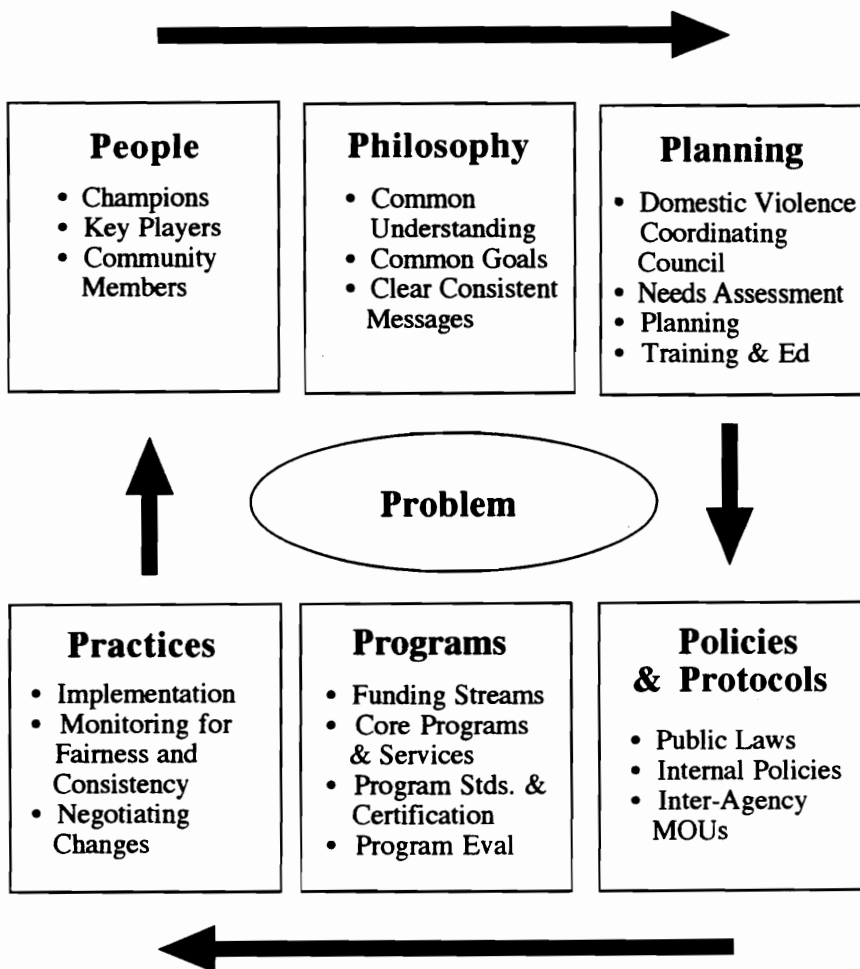 People
• Champions
• Key Players
• Community
Members
Philosophy
• Common
Understanding
• Common Goals
• Clear Consistent
Messages
Planning
• Domestic Violence
Coordinating
Council
• Needs Assessment
• Planning
• Training & Ed
Problem
Practices
• Implementation
• Monitoring for
Fairness and
Consistency
• Negotiating
Changes
Programs
• Funding Streams
• Core Programs
& Services
• Program Stds. &
Certification
• Program Eval
Policies
& Protocols
• Public Laws
• Internal Policies
• Inter-Agency
MOUs